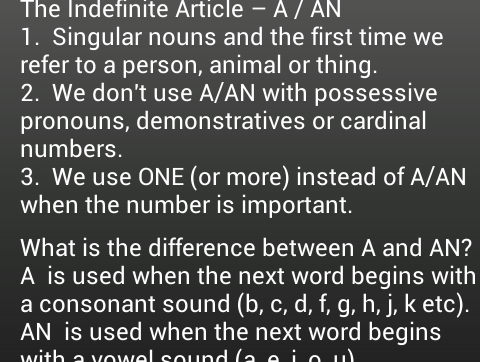 The Indefinite Article – A / AN
1.  Singular nouns and the first time we
refer to a person, animal or thing.
2.  We don't use A/AN with possessive
pronouns, demonstratives or cardinal
numbers.
3.  We use ONE (or more) instead of A/AN
when the number is important.
What is the difference between A and AN?
A  is used when the next word begins with
a consonant sound (b, c, d, f, g, h, j, k etc).
AN  is used when the next word begins
with a vowel sound (a, e, i, o, u)